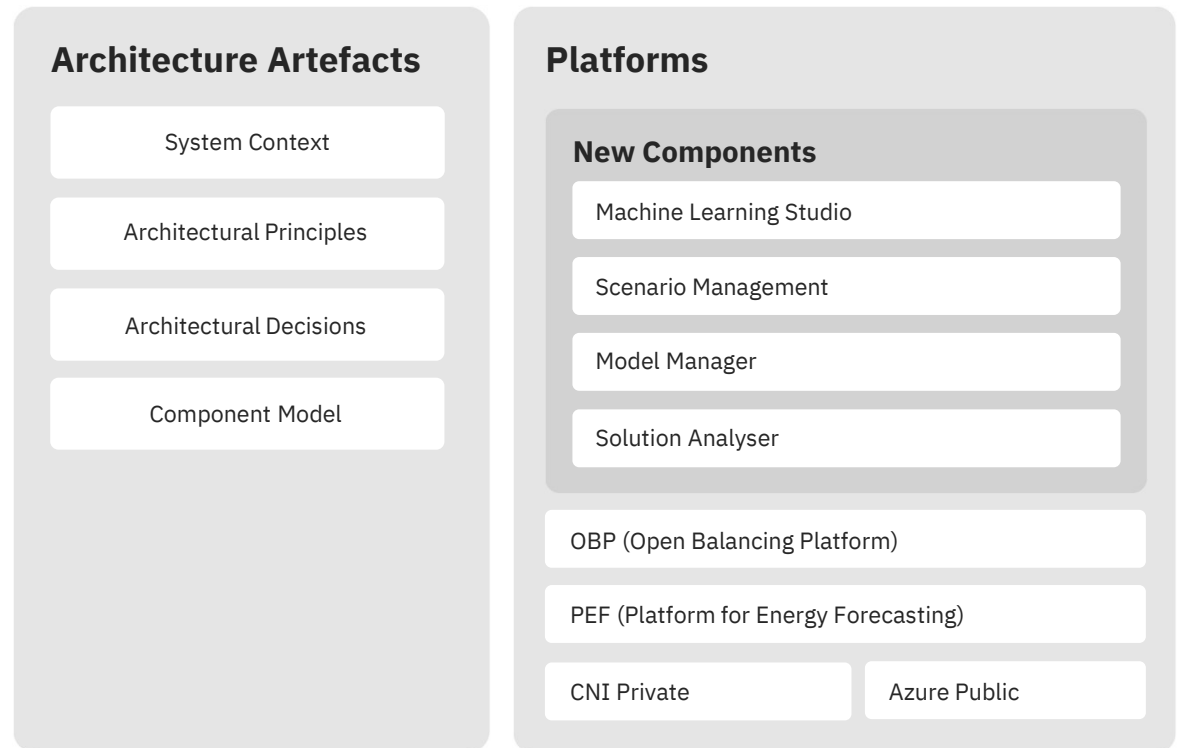 Architecture Artefacts
System Context
Architectural Principles
Architectural Decisions
Component Model
Platforms
New Components
Machine Learning Studio
Scenario Management
Model Manager
Solution Analyser
OBP (Open Balancing Platform)
PEF (Platform for Energy Forecasting)
CNI Private
Azure Public